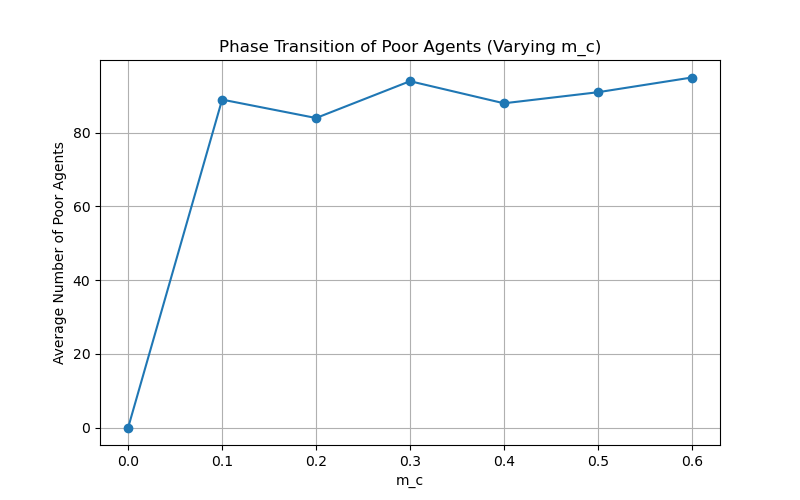 Phase Transition of Poor Agents (Varying m_c)
Average Number of Poor Agents
80
60
40
20
0
0.0 0.1 0.2 0.3 0.4 0.5 0.6
m_c